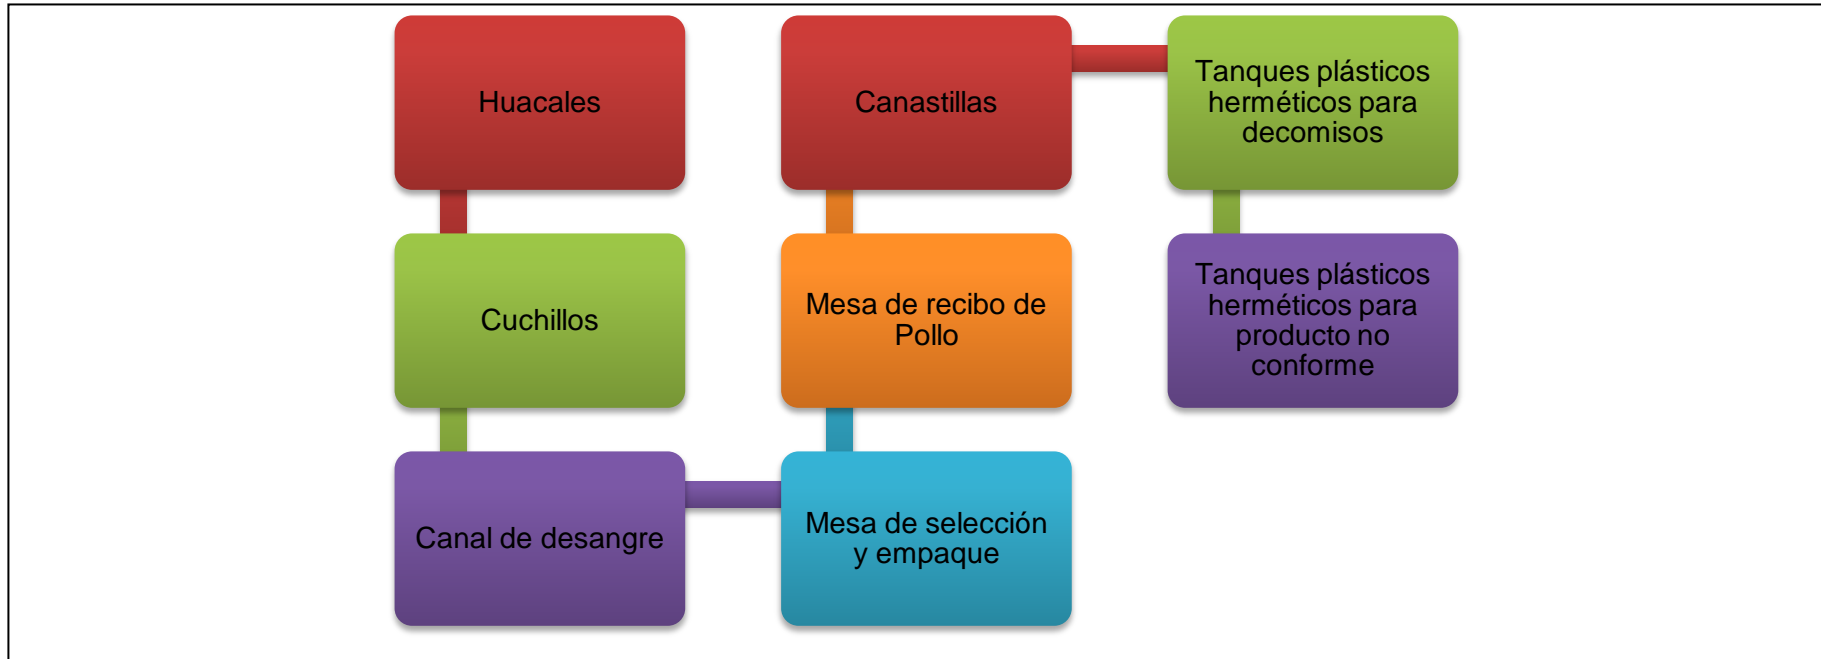 Huacales
Cuchillos
Canal de desangre
Mesa de selección
y empaque
Mesa de recibo de
Pollo
Canastillas
Tanques plásticos
herméticos para
decomisos
Tanques plásticos
herméticos para
producto no
conforme